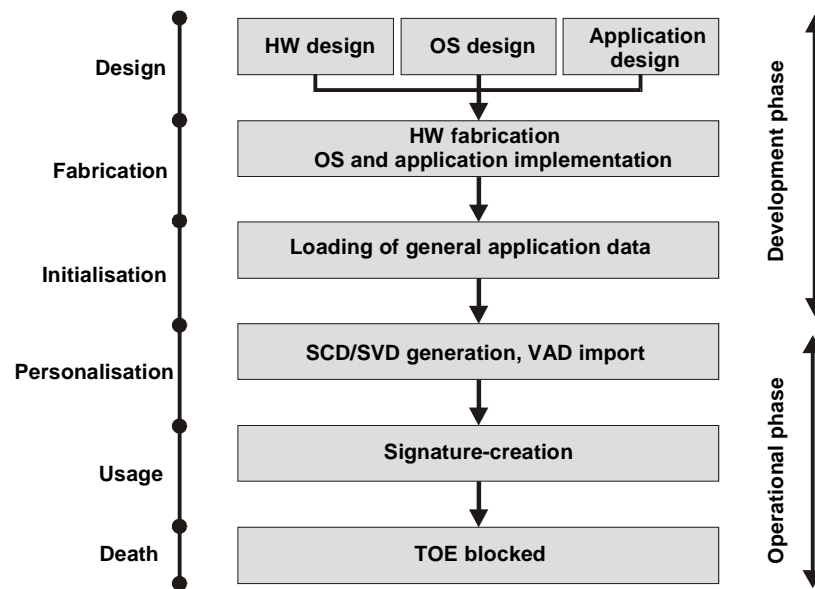 Design
HW design
OS design
Application
design
Fabrication
HW fabrication
OS and application implementation
Initialisation
Loading of general application data
Development phase
Personalisation
SCD/SVD generation, VAD import
Usage
Signature-creation
Death
TOE blocked
Operational phase